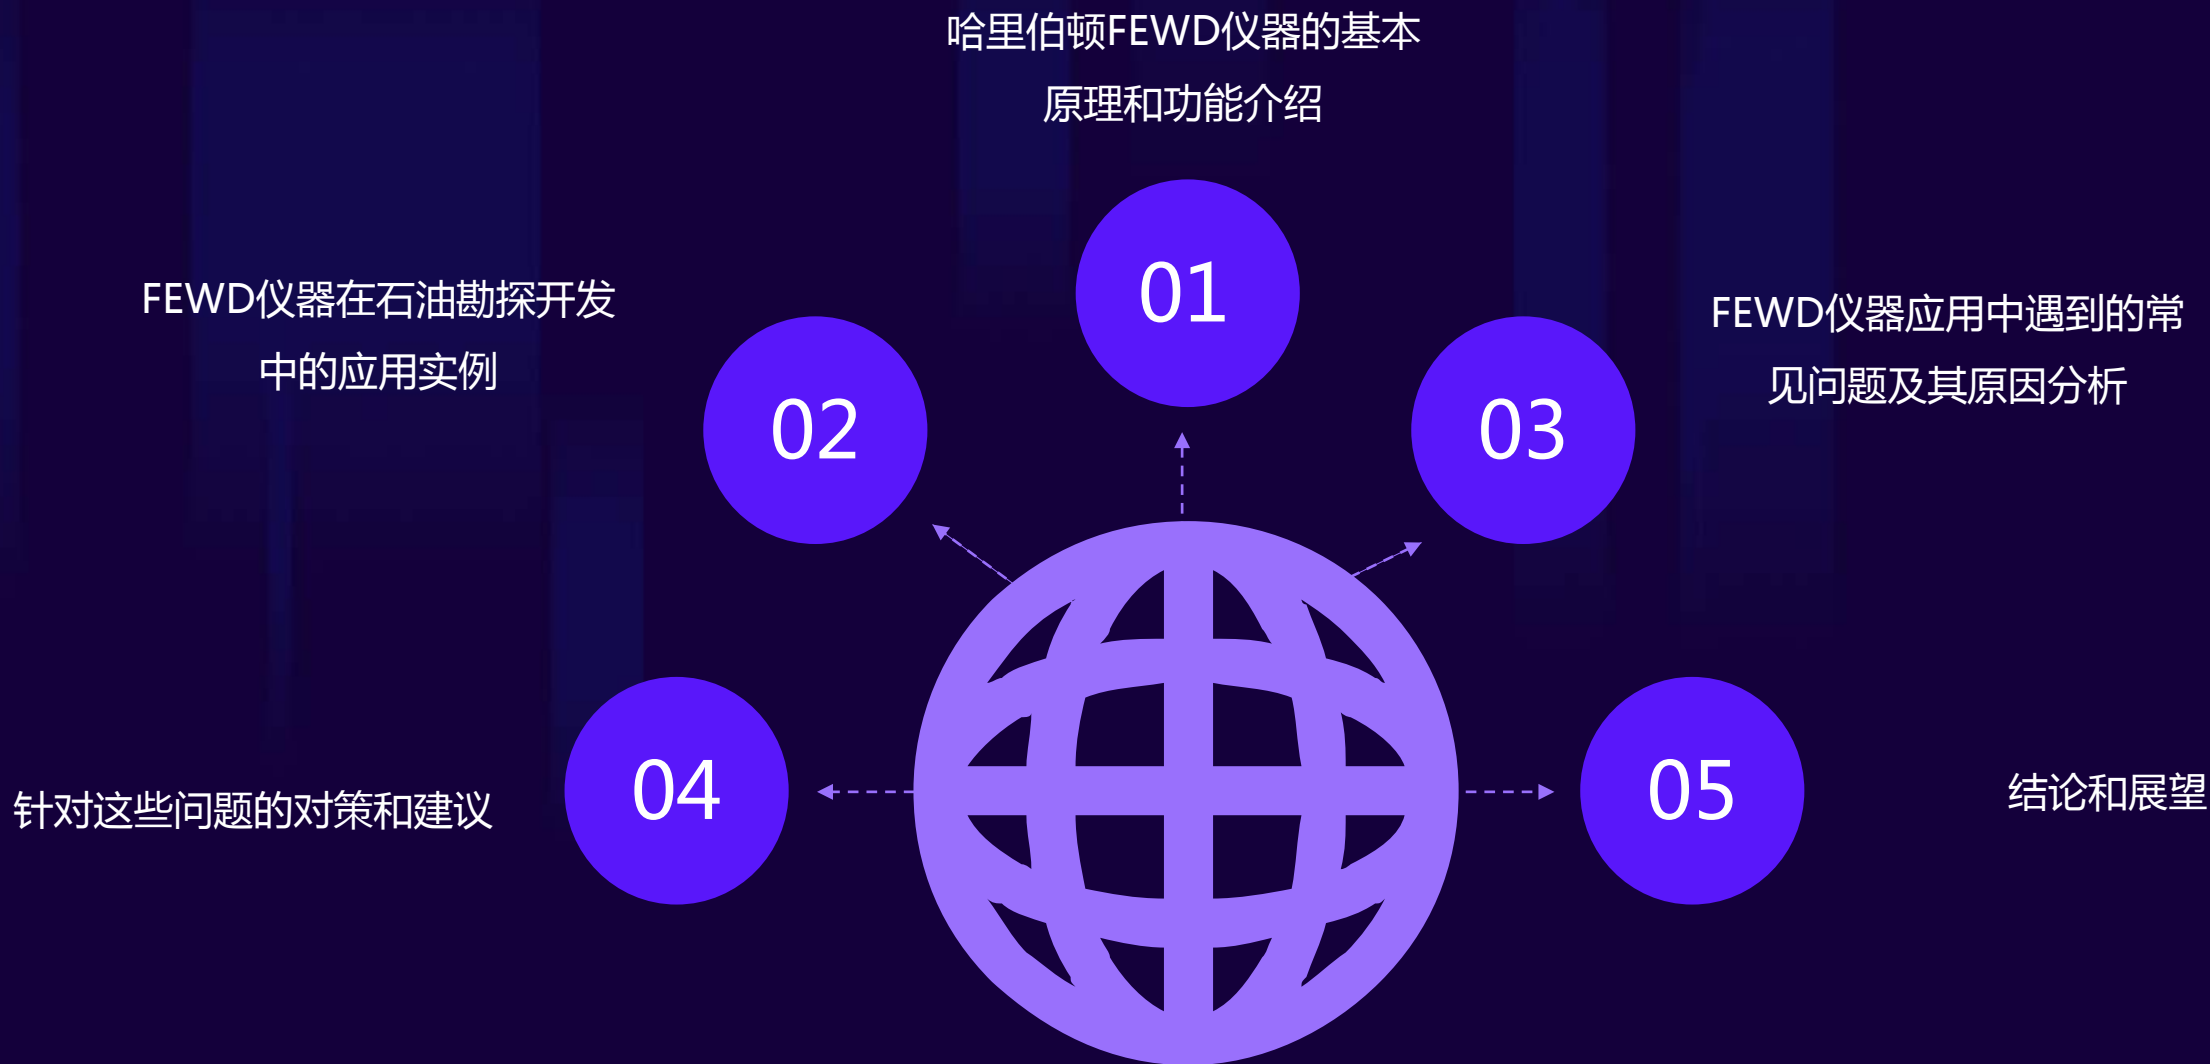 哈里伯顿FEWD仪器的基本
原理和功能介绍
01
FEWD仪器在石油勘探开发
中的应用实例
02
03
FEWD仪器应用中遇到的常
见问题及其原因分析
针对这些问题的对策和建议
04
05
结论和展望